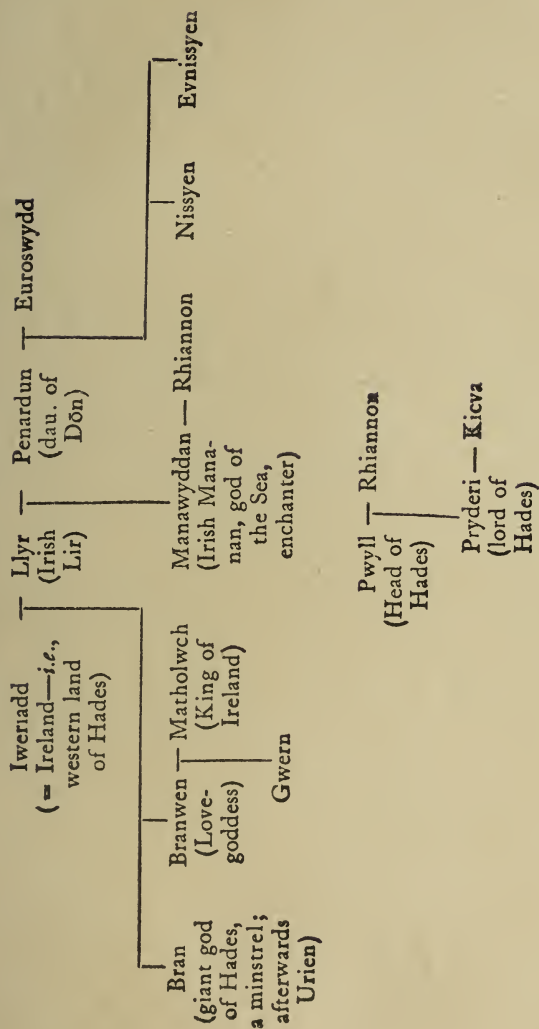 Iweriadd — Llyr — Penardun — Euroswydd
(= Ireland—i.e.,
western land
of Hades)
(Irish
Lir)
(dau. of
Dōn)
Bran
(giant god
of Hades,
a minstrel;
afterwards
Urien)
Branwen — Matholwch
(Love-
goddess)
(King of
Ireland)
Gwern
Manawyddan — Rhiannon
(Irish Mana-
nan, god of
the Sea,
enchanter)
Nissyen
Evnissyen
Pwyll — Rhiannon
(Head of
Hades)
Pryderi — Kicva
(lord of
Hades)